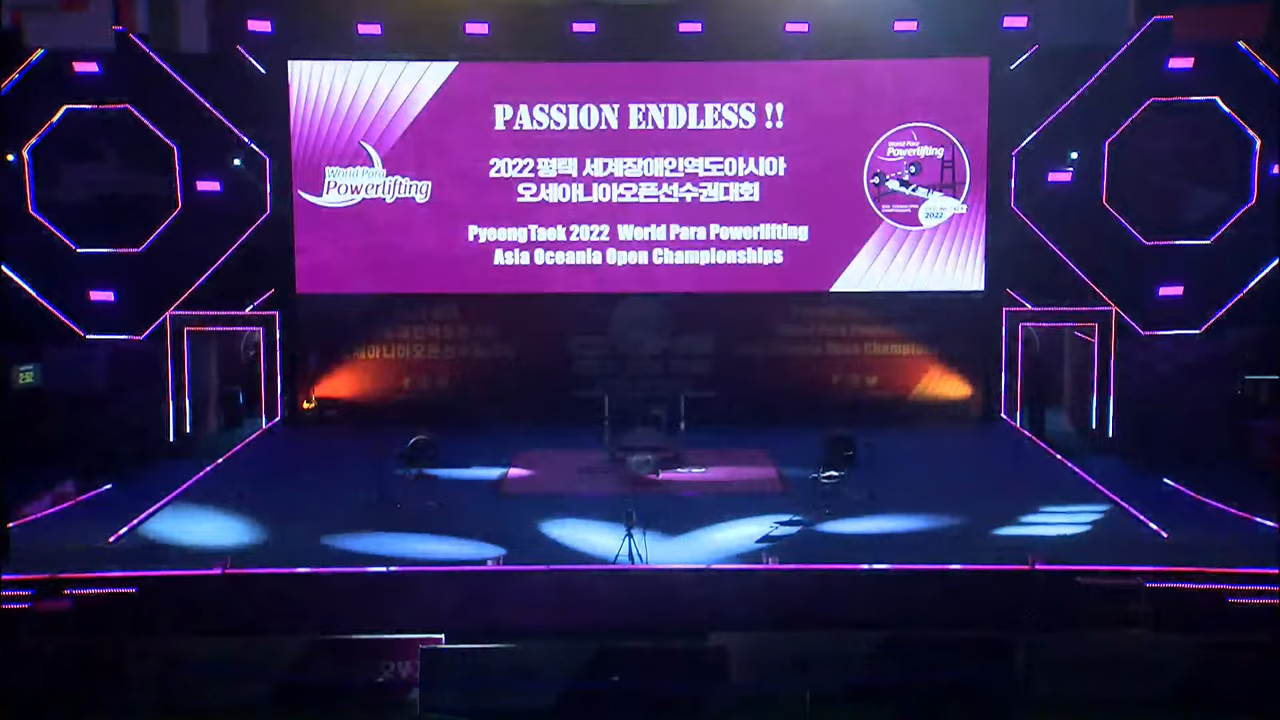 PASSION ENDLESS !!
2022 평택 세계장애인역도아시아
오세아니아오픈선수권대회
PyeongTaek 2022 World Para Powerlifting
Asia Oceania Open Championships
World Para
Powerlifting
World Para
Powerlifting
2022